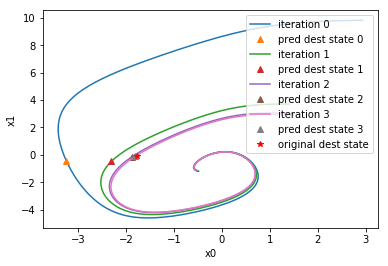 10
8
6
4
2
0
−2
−4
x1
−3
−2
−1
0
1
2
3
x0
iteration 0
pred dest state 0
iteration 1
pred dest state 1
iteration 2
pred dest state 2
iteration 3
pred dest state 3
original dest state